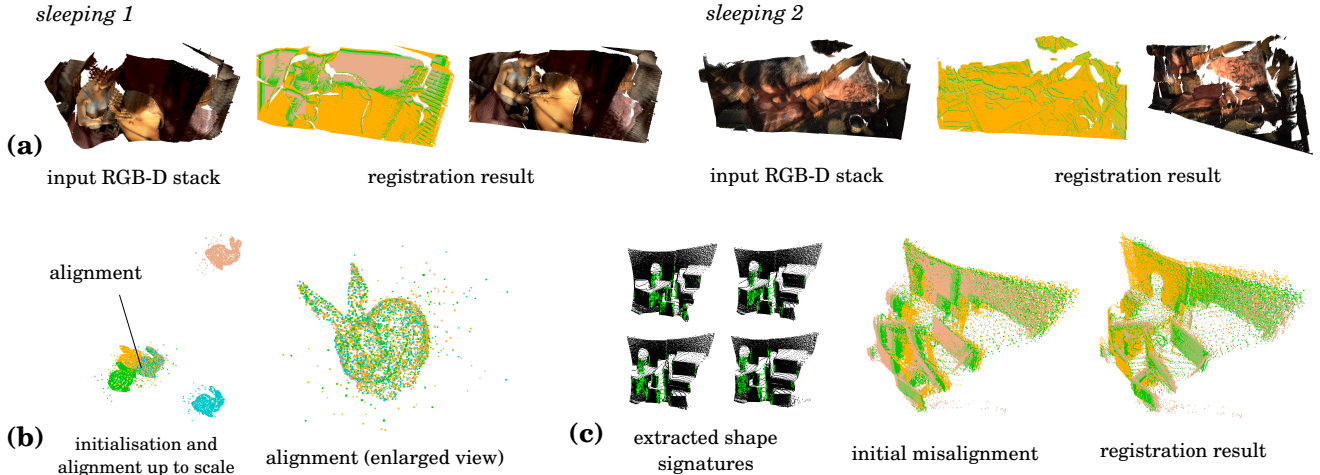 sleeping 1
sleeping 2
(a)
input RGB-D stack
registration result
input RGB-D stack
registration result
alignment
(b)
initialisation and
alignment up to scale
alignment (enlarged view)
(c)
extracted shape
signatures
initial misalignment
registration result